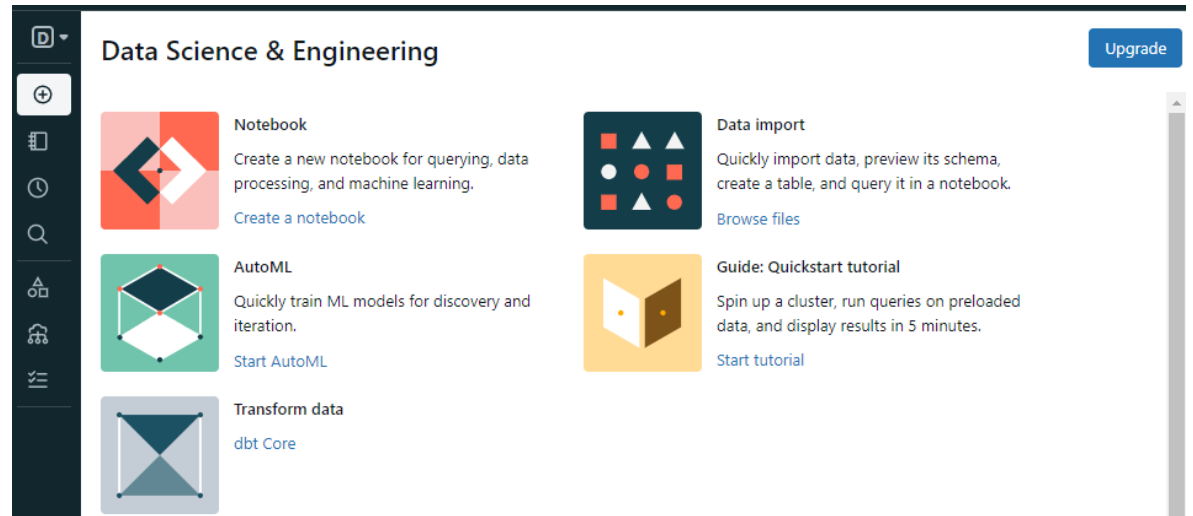 D
Data Science & Engineering
Upgrade
Notebook
Create a new notebook for querying, data
processing, and machine learning.
Create a notebook
Data import
Quickly import data, preview its schema,
create a table, and query it in a notebook.
Browse files
AutoML
Quickly train ML models for discovery and
iteration.
Start AutoML
Guide: Quickstart tutorial
Spin up a cluster, run queries on preloaded
data, and display results in 5 minutes.
Start tutorial
Transform data
dbt Core